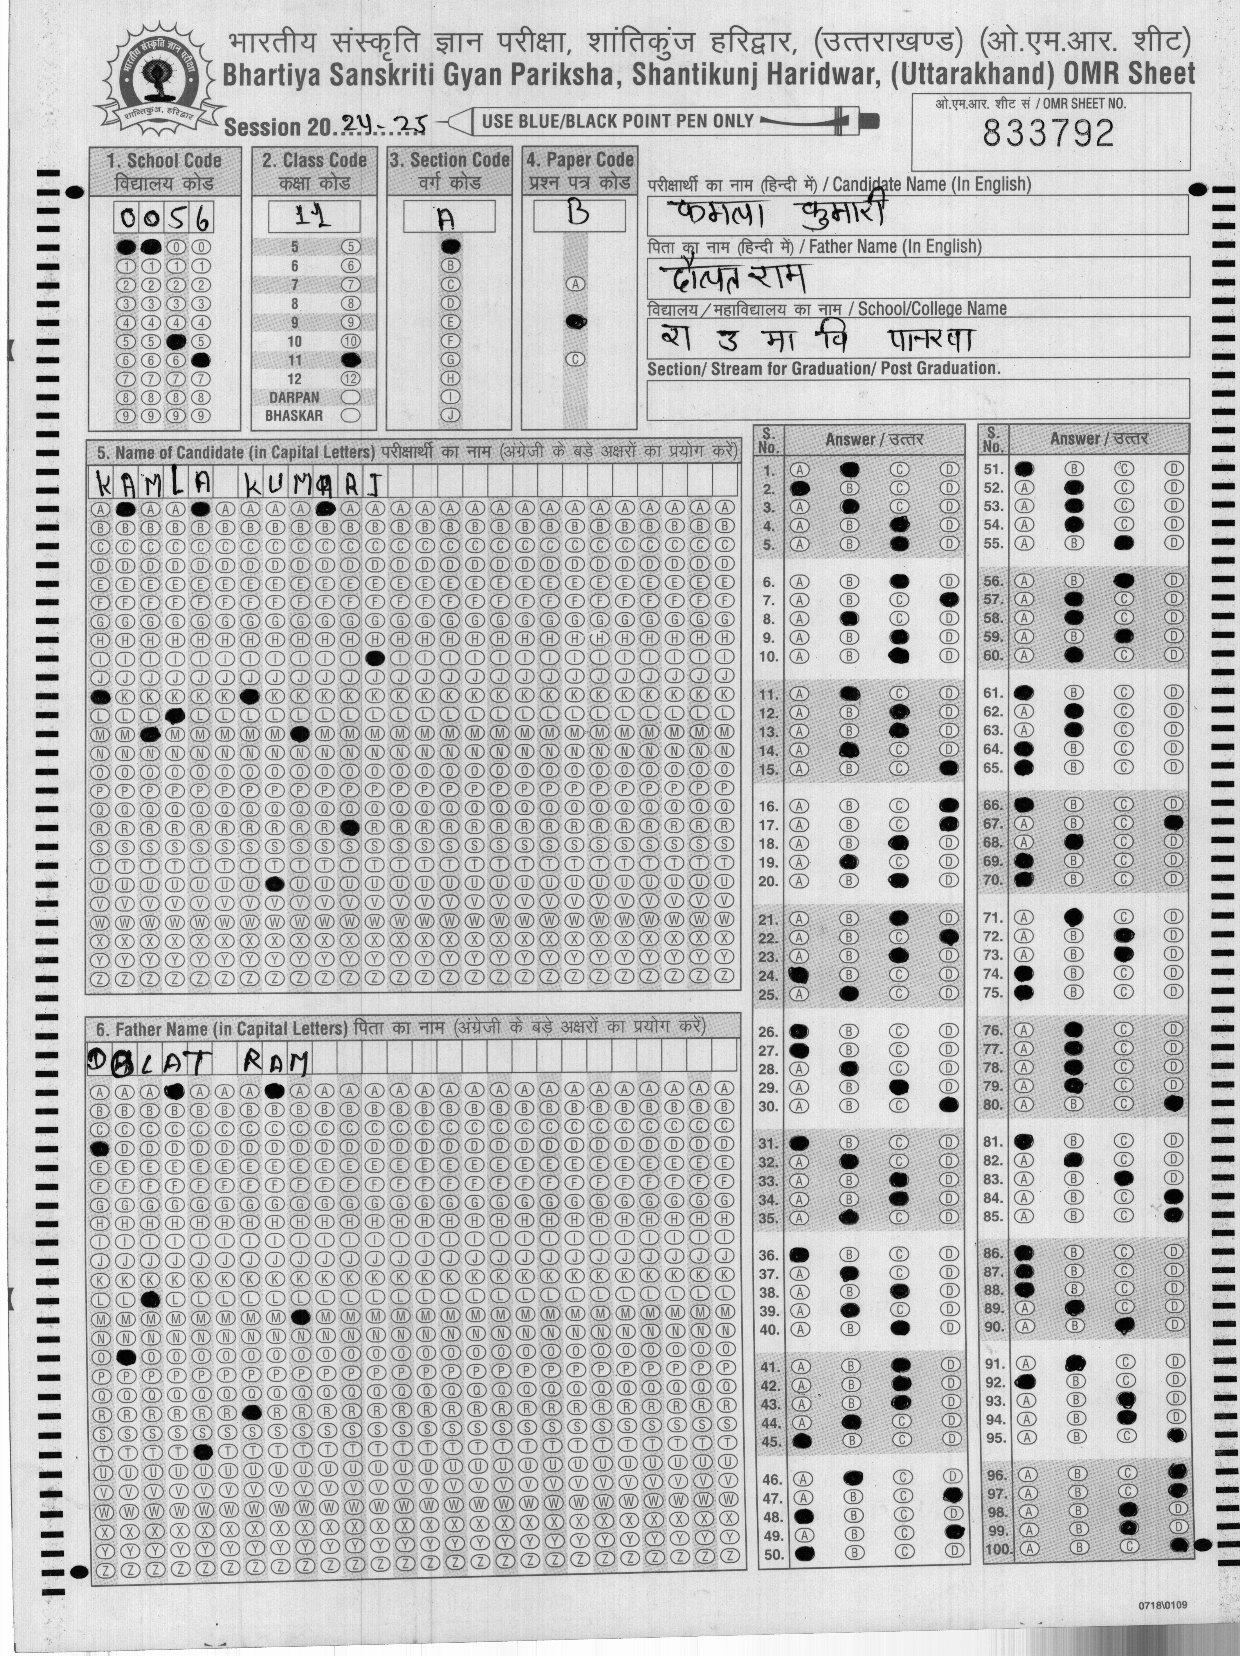 भारतीय संस्कृति ज्ञान परीक्षा, शांतिकुंज हरिद्वार, (उत्तराखण्ड) (ओ.एम.आर. शीट)
Bhartiya Sanskriti Gyan Pariksha, Shantikunj Haridwar, (Uttarakhand) OMR Sheet
Session 2024-25
USE BLUE/BLACK POINT PEN ONLY
ओ.एम.आर. शीट सं / OMR SHEET NO.
833792
1. School Code
विद्यालय कोड
0056
2. Class Code
कक्षा कोड
11
5
6
7
8
9
10
11
12
DARPAN
BHASKAR
3. Section Code
वर्ग कोड
A
4. Paper Code
प्रश्न पत्र कोड
B
परीक्षार्थी का नाम (हिन्दी में) / Candidate Name (In English)
कमला कुमारी
पिता का नाम (हिन्दी में) / Father Name (In English)
दौलत राम
विद्यालय/महाविद्यालय का नाम / School/College Name
रा उ मा वि पानरवा
Section/ Stream for Graduation/ Post Graduation.
5. Name of Candidate (in Capital Letters) परीक्षार्थी का नाम (अंग्रेजी के बड़े अक्षरों का प्रयोग करें)
KAMLA KUMARI
6. Father Name (in Capital Letters) पिता का नाम (अंग्रेजी के बड़े अक्षरों का प्रयोग करें)
DOLAT RAM
S. No. Answer / उत्तर
S. No. Answer / उत्तर
0718\0109